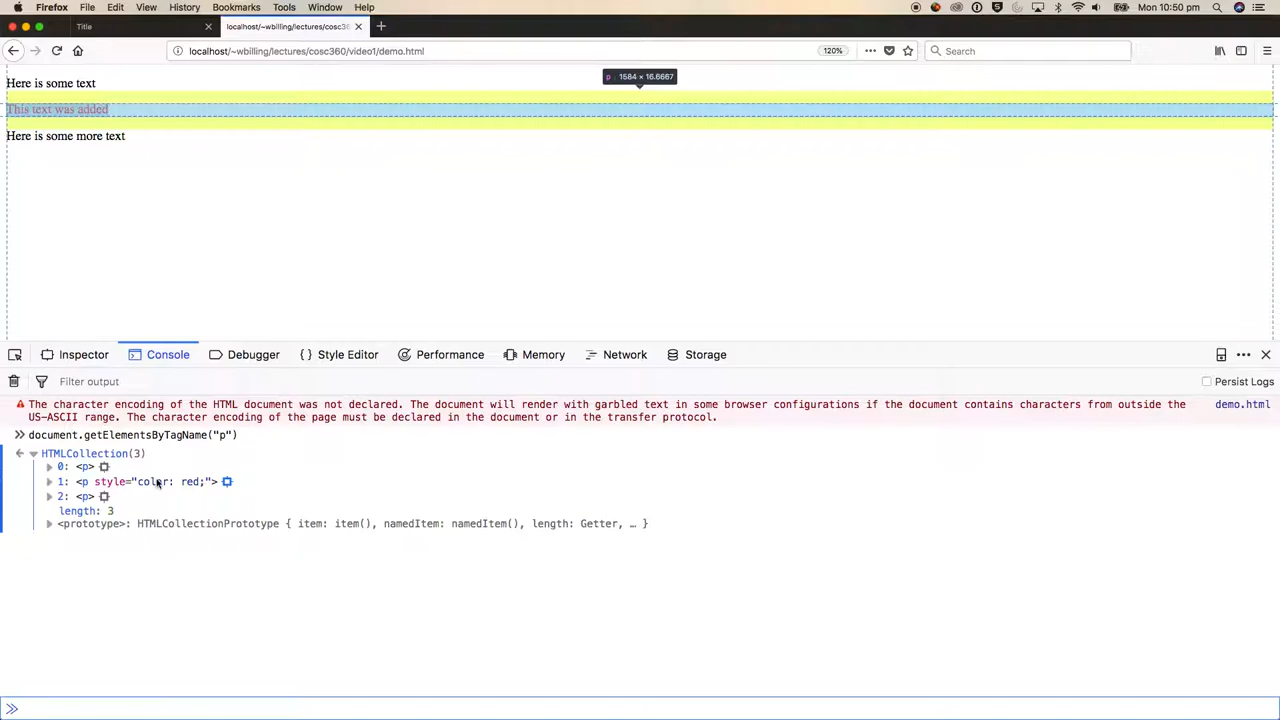 Firefox File Edit View History Bookmarks Tools Window Help Mon 10:50 pm
Title localhost/~wbilling/lectures/cosc36
localhost/~wbilling/lectures/cosc360/video1/demo.html 120% Search
Here is some text
p 1584 × 16.6667
This text was added
Here is some more text
Inspector Console Debugger { } Style Editor Performance Memory Network Storage
Filter output Persist Logs
The character encoding of the HTML document was not declared. The document will render with garbled text in some browser configurations if the document contains characters from outside the demo.html
US-ASCII range. The character encoding of the page must be declared in the document or in the transfer protocol.
document.getElementsByTagName("p")
HTMLCollection(3)
0: <p>
1: <p style="color: red;">
2: <p>
length: 3
<prototype>: HTMLCollectionPrototype { item: item(), namedItem: namedItem(), length: Getter, … }